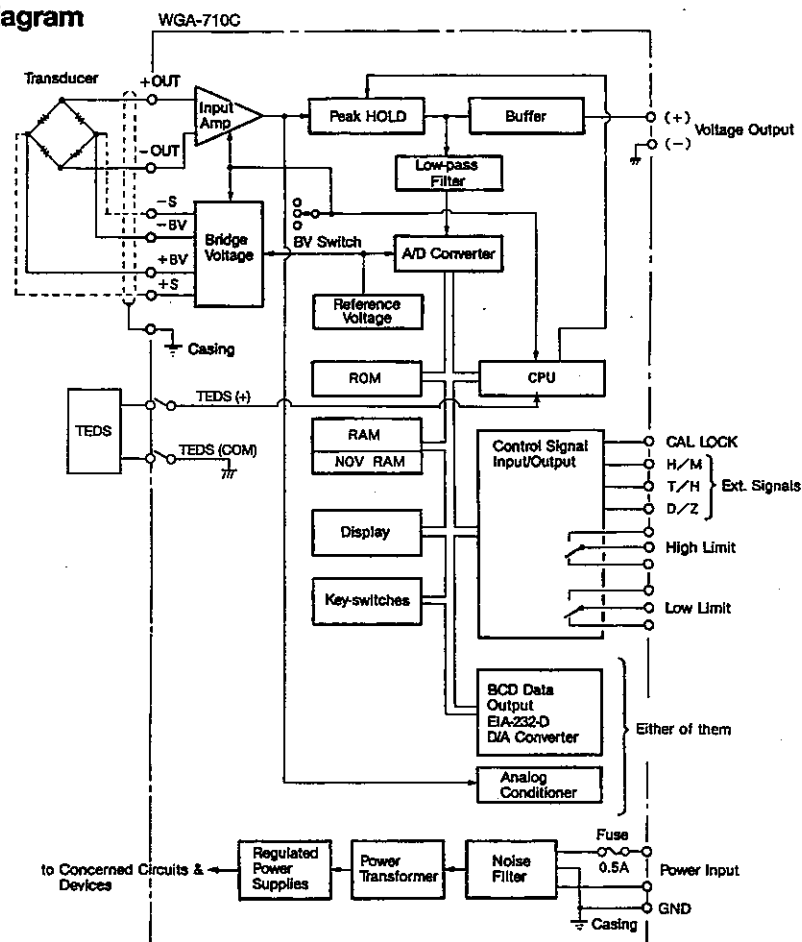 agram
WGA-710C
Transducer
+OUT
Input
Amp
Peak HOLD
Buffer
(+)
Voltage Output
(-)
-OUT
Low-pass
Filter
-S
-BV
Bridge
Voltage
BV Switch
A/D Converter
+BV
+S
Reference
Voltage
Casing
ROM
CPU
TEDS
TEDS (+)
TEDS (COM)
RAM
NOV RAM
Control Signal
Input/Output
CAL LOCK
H/M
T/H
Ext. Signals
D/Z
Display
High Limit
Key-switches
Low Limit
BCD Data
Output
EIA-232-D
D/A Converter
Either of them
Analog
Conditioner
Fuse
0.5A
Power Input
to Concerned Circuits &
Devices
Regulated
Power
Supplies
Power
Transformer
Noise
Filter
GND
Casing